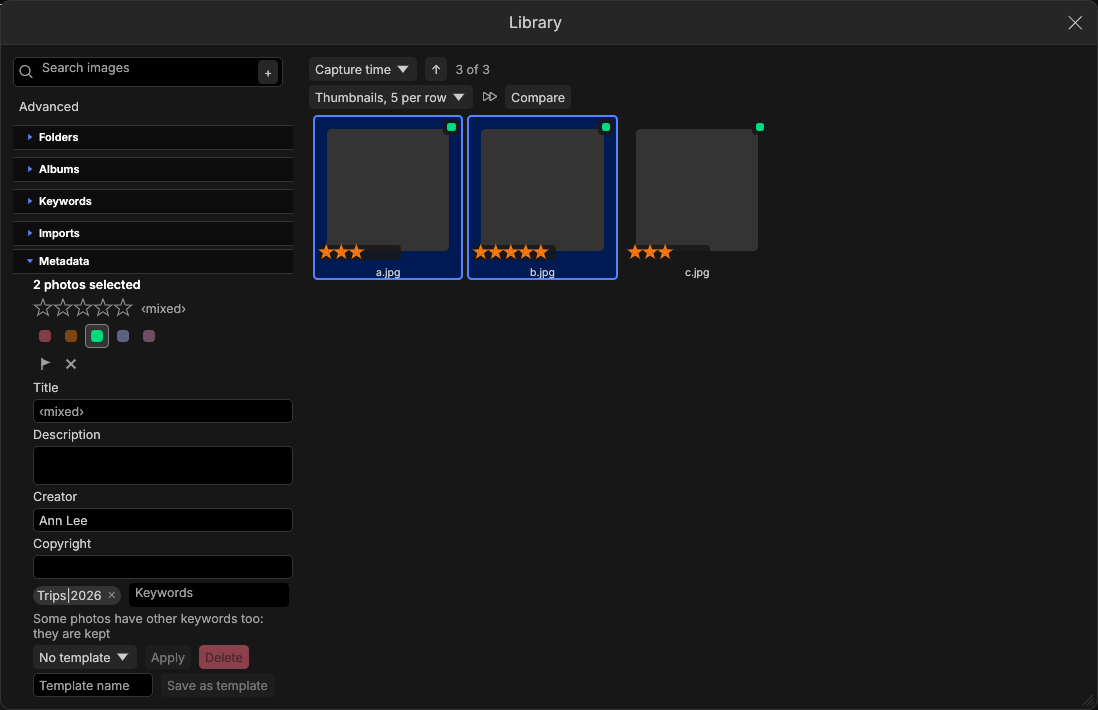 Library
Search images
+
Advanced
Folders
Albums
Keywords
Imports
Metadata
2 photos selected
‹mixed›
Title
‹mixed›
Description
Creator
Ann Lee
Copyright
Trips|2026 ×
Keywords
Some photos have other keywords too:
they are kept
No template
Apply
Delete
Template name
Save as template
Capture time
3 of 3
Thumbnails, 5 per row
Compare
a.jpg
b.jpg
c.jpg